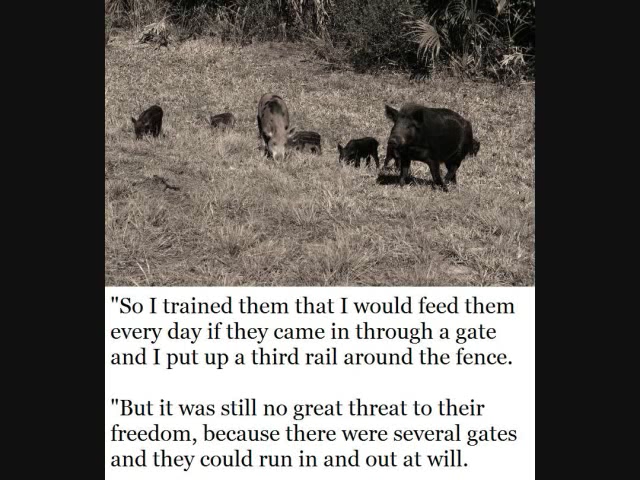 "So I trained them that I would feed them
every day if they came in through a gate
and I put up a third rail around the fence.
"But it was still no great threat to their
freedom, because there were several gates
and they could run in and out at will.